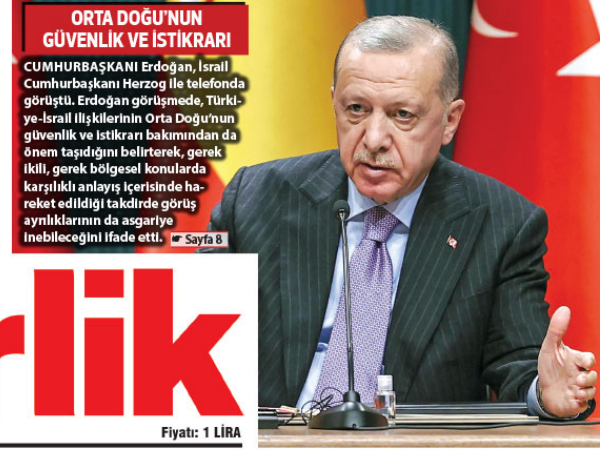 ORTA DOĞU’NUN
GÜVENLİK VE İSTİKRARI
CUMHURBAŞKANI Erdoğan, İsrail
Cumhurbaşkanı Herzog ile telefonda
görüştü. Erdoğan görüşmede, Türki-
ye-İsrail ilişkilerinin Orta Doğu’nun
güvenlik ve istikrarı bakımından da
önem taşıdığını belirterek, gerek
ikili, gerek bölgesel konularda
karşılıklı anlayış içerisinde ha-
reket edildiği takdirde görüş
ayrılıklarının da asgariye
inebileceğini ifade etti. ☛ Sayfa 8
rlik
Fiyatı: 1 LİRA